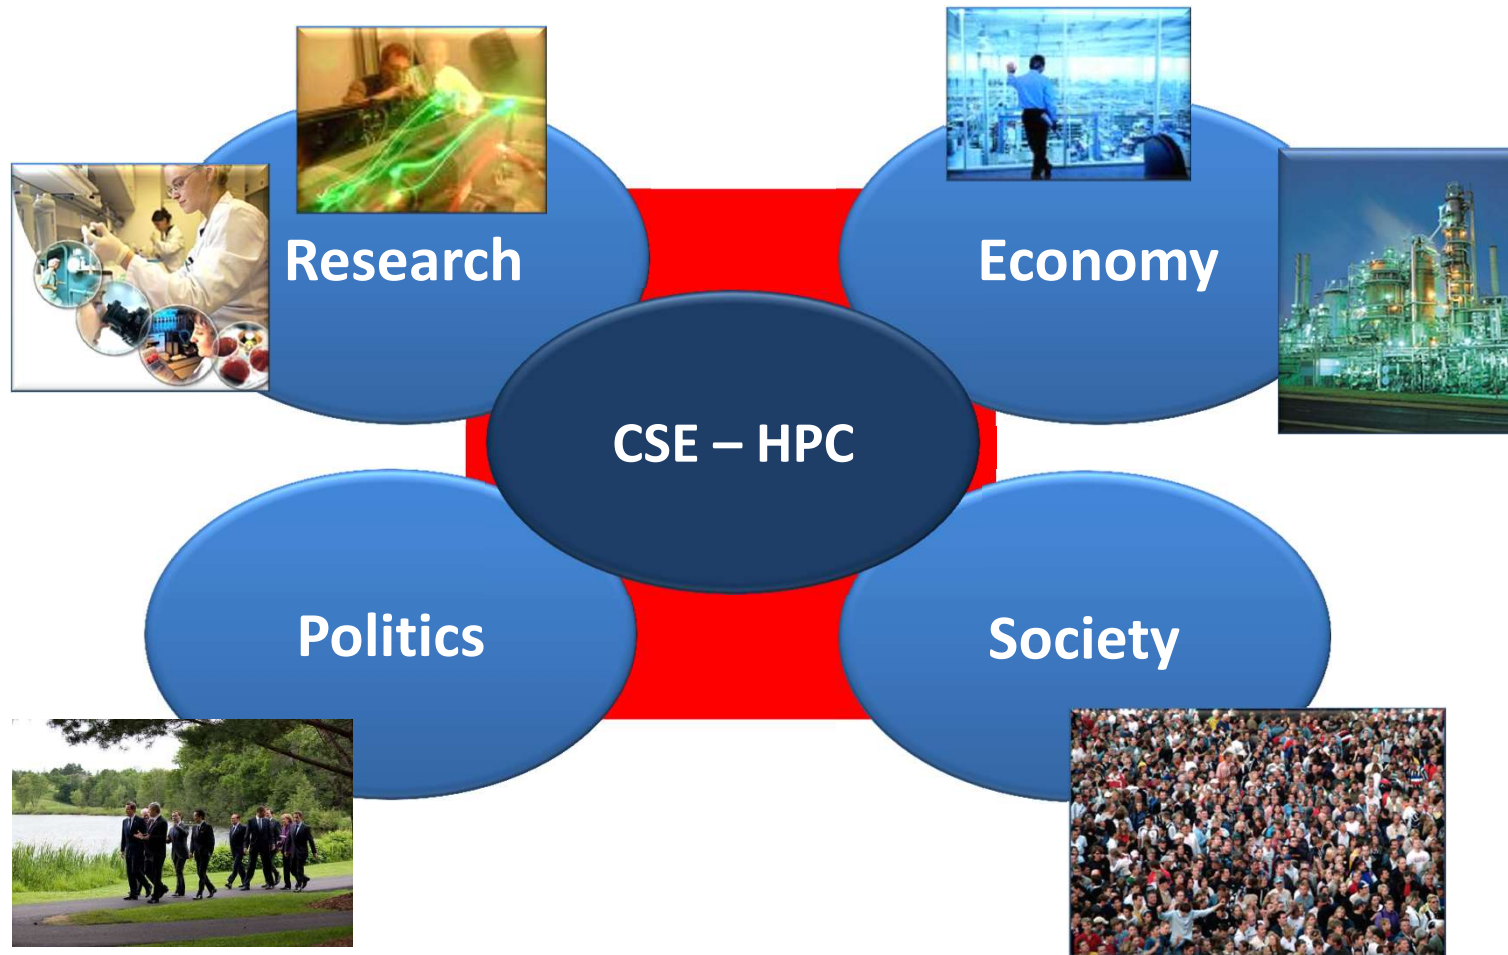 Research
Economy
CSE – HPC
Politics
Society